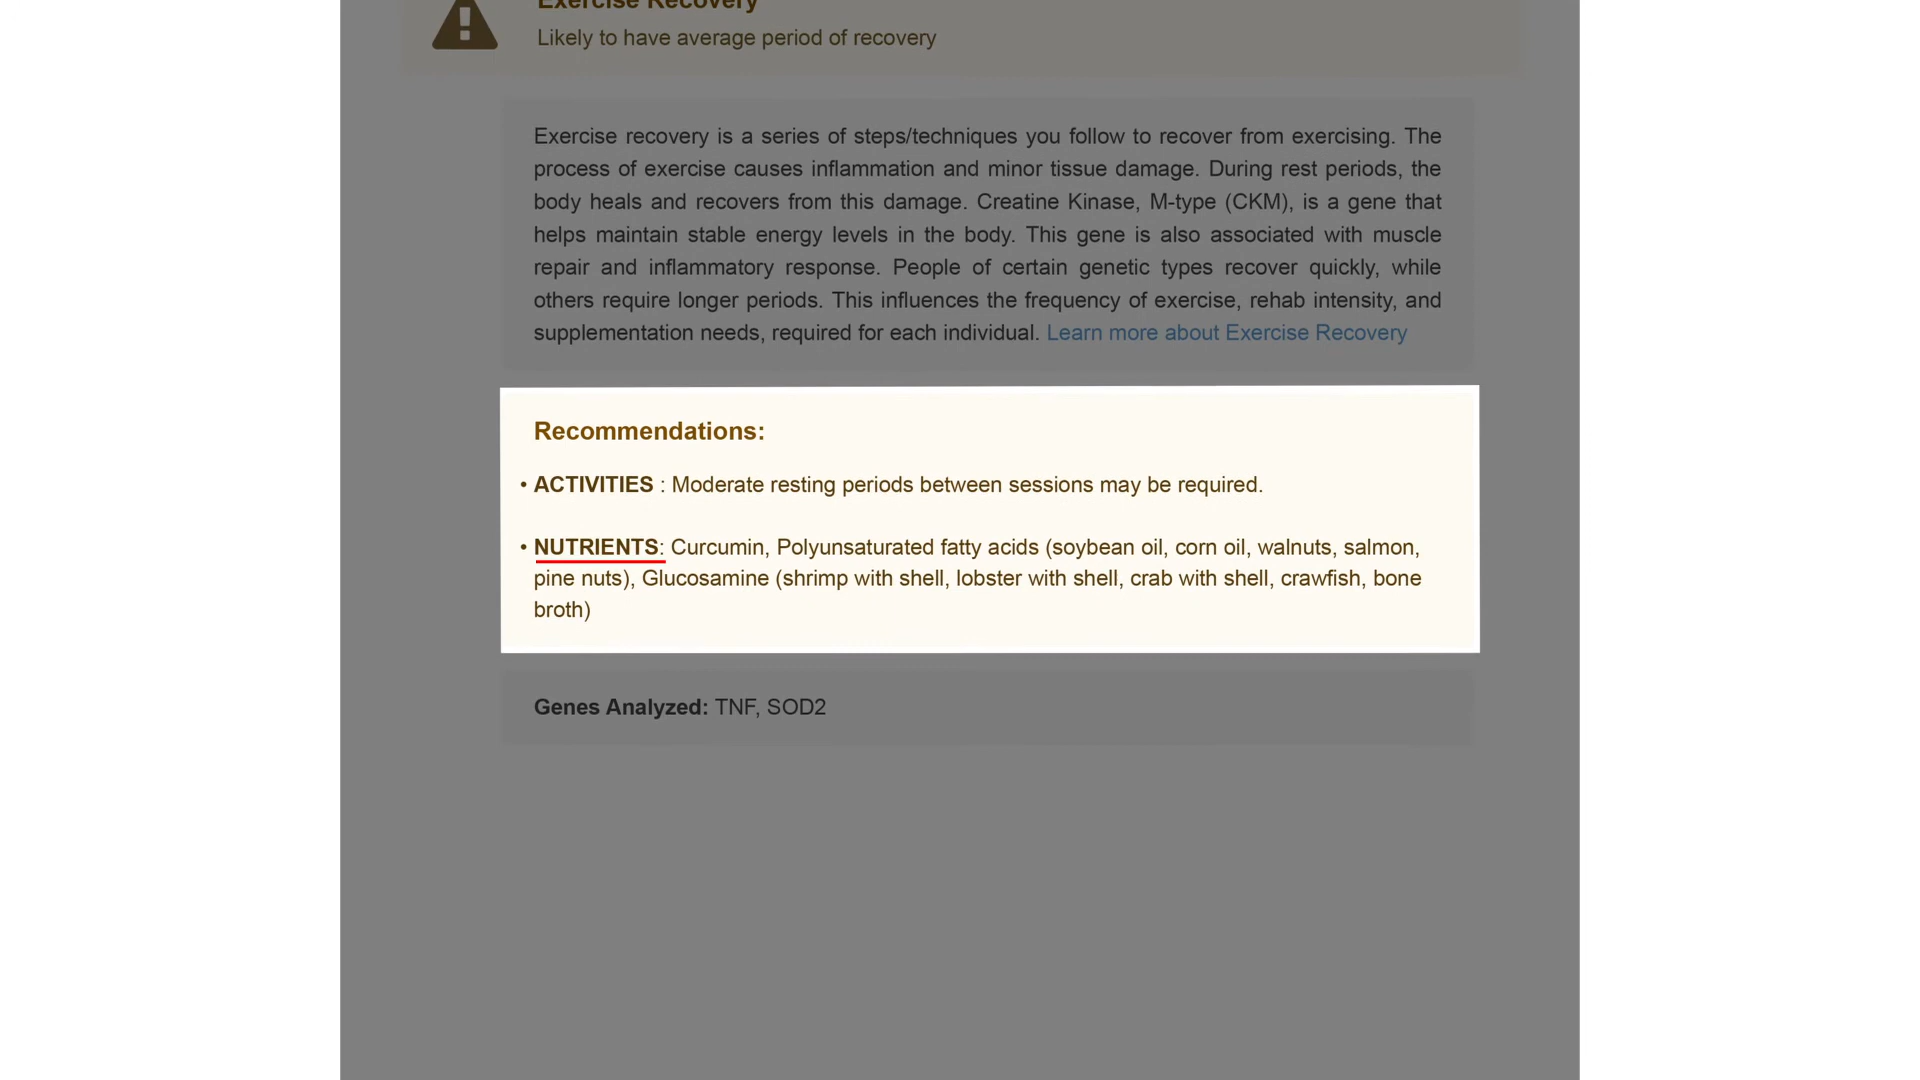 Exercise Recovery
Likely to have average period of recovery
Exercise recovery is a series of steps/techniques you follow to recover from exercising. The
process of exercise causes inflammation and minor tissue damage. During rest periods, the
body heals and recovers from this damage. Creatine Kinase, M-type (CKM), is a gene that
helps maintain stable energy levels in the body. This gene is also associated with muscle
repair and inflammatory response. People of certain genetic types recover quickly, while
others require longer periods. This influences the frequency of exercise, rehab intensity, and
supplementation needs, required for each individual. Learn more about Exercise Recovery
Recommendations:
• ACTIVITIES : Moderate resting periods between sessions may be required.
• NUTRIENTS: Curcumin, Polyunsaturated fatty acids (soybean oil, corn oil, walnuts, salmon,
pine nuts), Glucosamine (shrimp with shell, lobster with shell, crab with shell, crawfish, bone
broth)
Genes Analyzed: TNF, SOD2